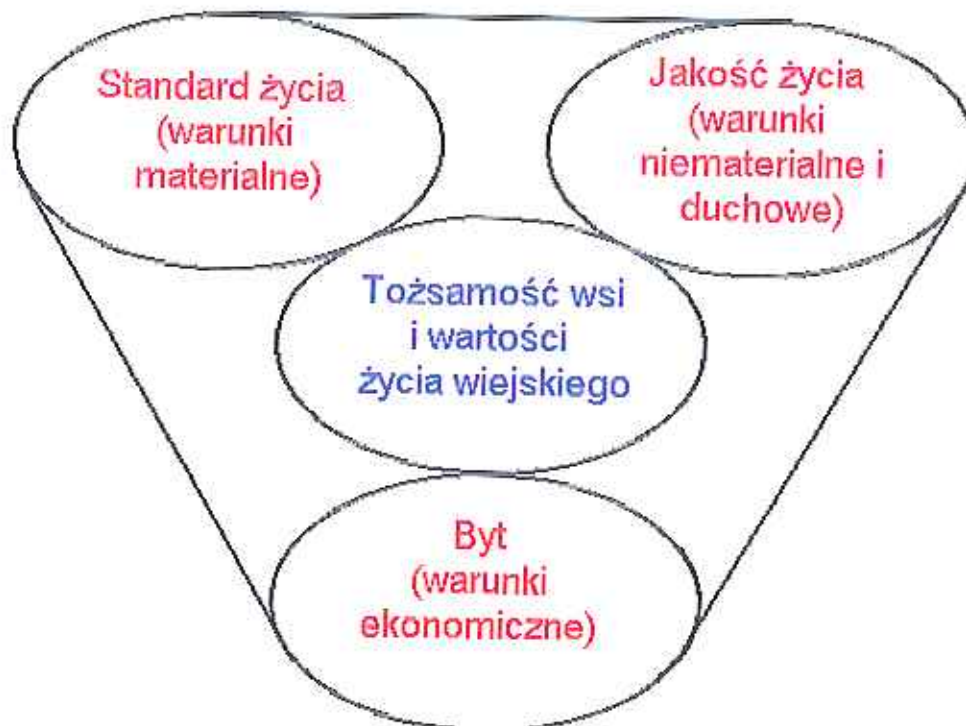 Standard życia
(warunki
materialne)
Jakość życia
(warunki
niematerialne i
duchowe)
Tożsamość wsi
i wartości
życia wiejskiego
Byt
(warunki
ekonomiczne)